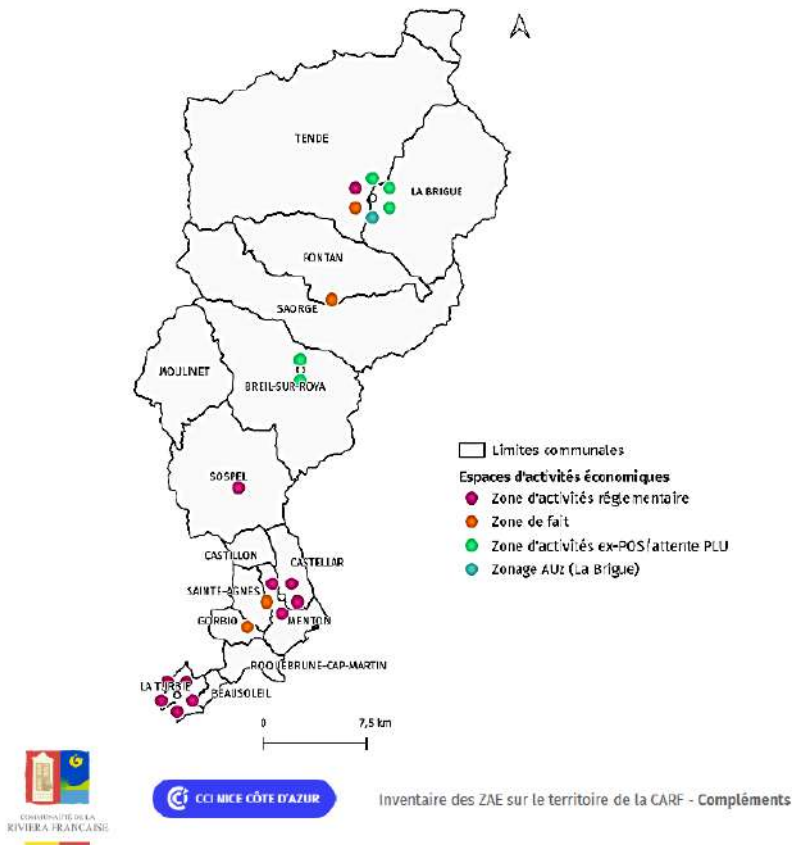 TENDE
LA BRIGUE
FONTAN
SAORGE
MOULINET
BREIL-SUR-ROYA
Limites communales
Espaces d'activités économiques
SOSPEL
Zone d'activités réglementaire
Zone de fait
Zone d'activités ex-POS/attente PLU
CASTILLON
CASTELLAR
Zonage AUz (La Brigue)
SAINTE-AGNES
GORBIO
MENTON
ROQUEBRUNE-CAP-MARTIN
LA TURBIE
BEAUSOLEIL
0 7,5 km
CCI NICE CÔTE D'AZUR
Inventaire des ZAE sur le territoire de la CARF - Compléments
COMMUNAUTÉ DE LA
RIVIERA FRANÇAISE